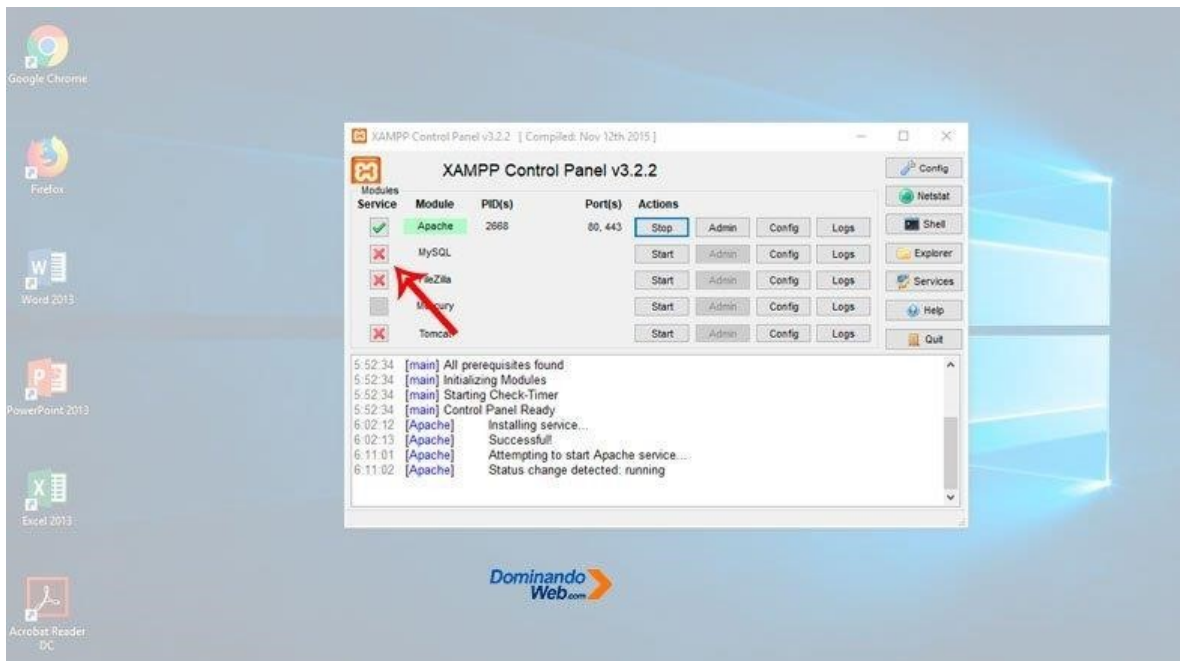 Google Chrome
Firefox
Word 2013
PowerPoint 2013
Excel 2013
Acrobat Reader
DC
XAMPP Control Panel v3.2.2 [ Compiled: Nov 12th 2015 ]
XAMPP Control Panel v3.2.2
Modules
Service Module PID(s) Port(s) Actions
Apache 2668 80, 443 Stop Admin Config Logs
MySQL Start Admin Config Logs
Start Admin Config Logs
Start Admin Config Logs
Start Admin Config Logs
Config
Netstat
Shell
Explorer
Services
Help
Quit
5:52:34 [main] All prerequisites found
5:52:34 [main] Initializing Modules
5:52:34 [main] Starting Check-Timer
5:52:34 [main] Control Panel Ready
6:02:12 [Apache] Installing service...
6:02:13 [Apache] Successful!
6:11:01 [Apache] Attempting to start Apache service...
6:11:02 [Apache] Status change detected: running
Dominando
Web.com